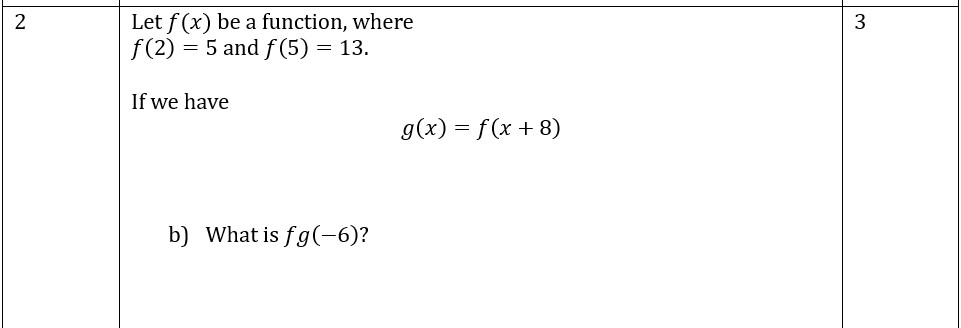 2
Let f(x) be a function, where
3
f(2) = 5 and f(5) = 13.
If we have
g(x) = f(x + 8)
b) What is fg(−6)?